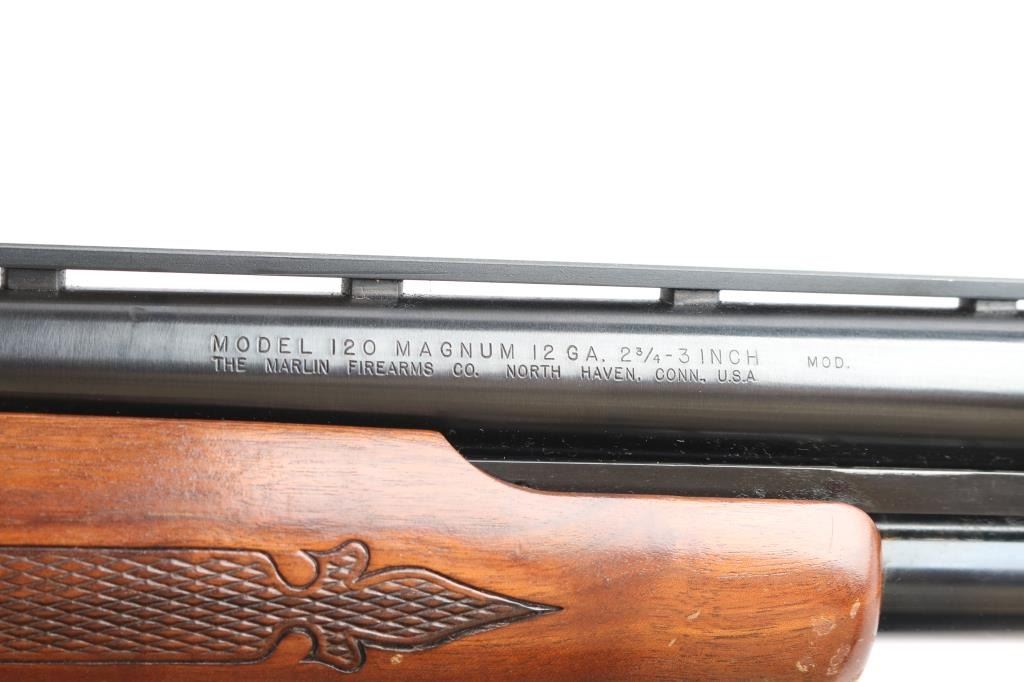 MODEL 120 MAGNUM 12 GA. 2¾-3 INCH MOD.
THE MARLIN FIREARMS CO. NORTH HAVEN, CONN., U.S.A